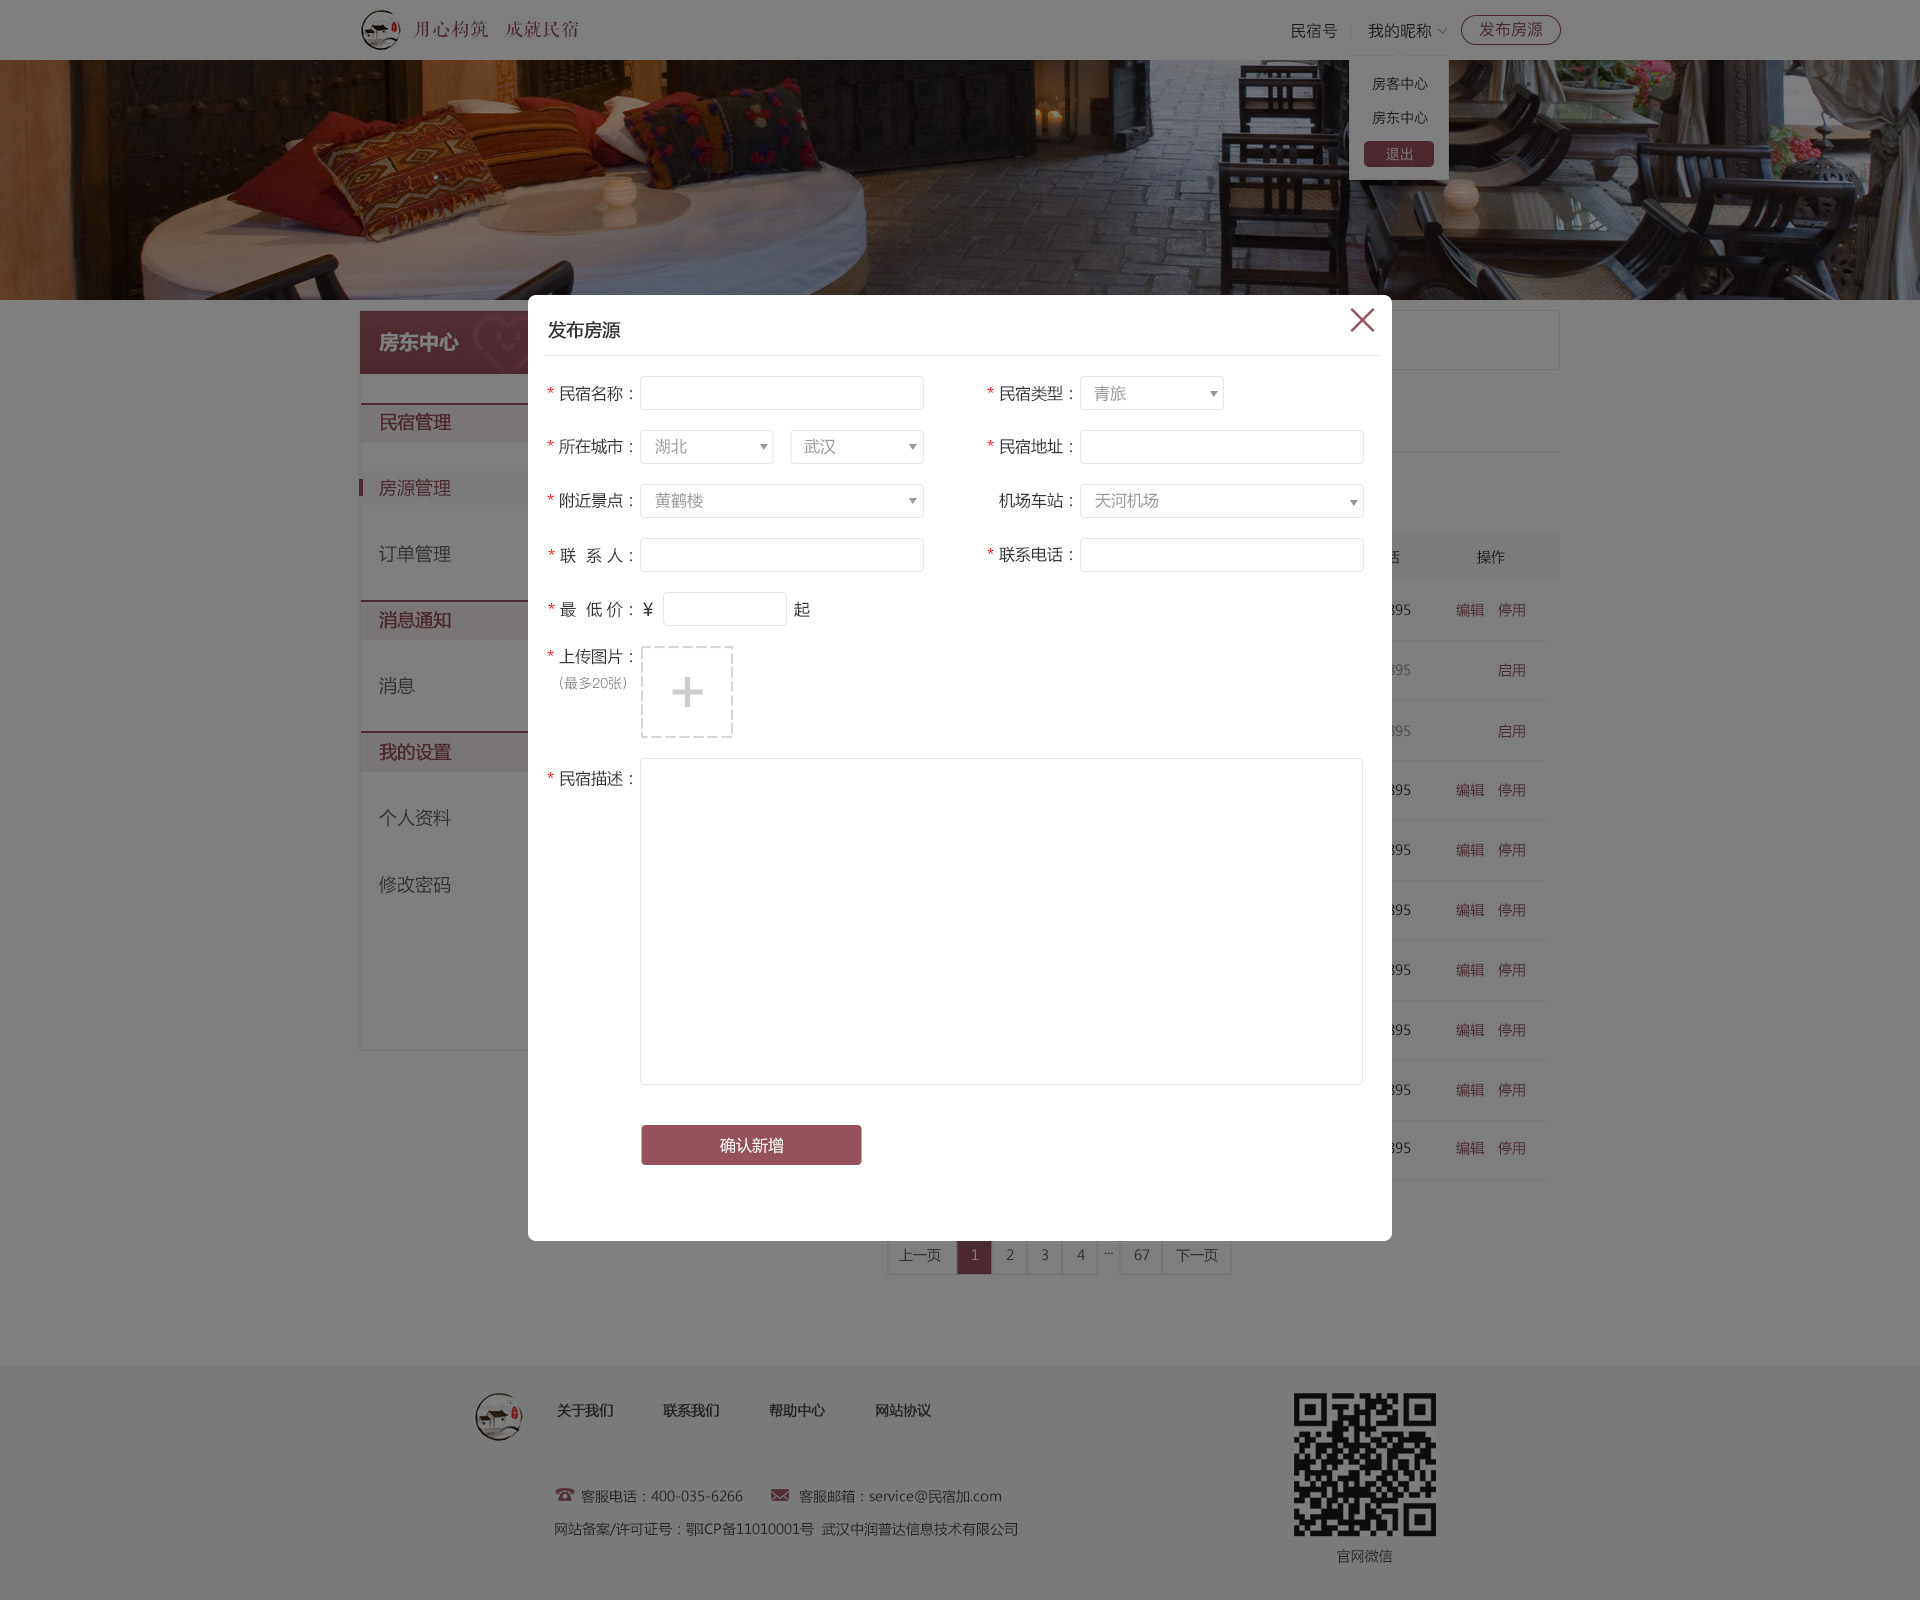 用心构筑 成就民宿
民宿号 我的昵称 发布房源
房客中心
房东中心
退出
房东中心
民宿管理
房源管理
订单管理
消息通知
消息
我的设置
个人资料
修改密码
发布房源
* 民宿名称：
* 民宿类型： 青旅
* 所在城市： 湖北 武汉
* 民宿地址：
* 附近景点： 黄鹤楼
机场车站： 天河机场
* 联 系 人：
* 联系电话：
* 最 低 价： ¥ 起
* 上传图片：
（最多20张）
* 民宿描述：
确认新增
操作
895 编辑 停用
895 启用
895 启用
895 编辑 停用
895 编辑 停用
895 编辑 停用
895 编辑 停用
895 编辑 停用
895 编辑 停用
895 编辑 停用
上一页 1 2 3 4 ... 67 下一页
关于我们 联系我们 帮助中心 网站协议
客服电话：400-035-6266 客服邮箱：service@民宿加.com
网站备案/许可证号：鄂ICP备11010001号 武汉中润普达信息技术有限公司
官网微信